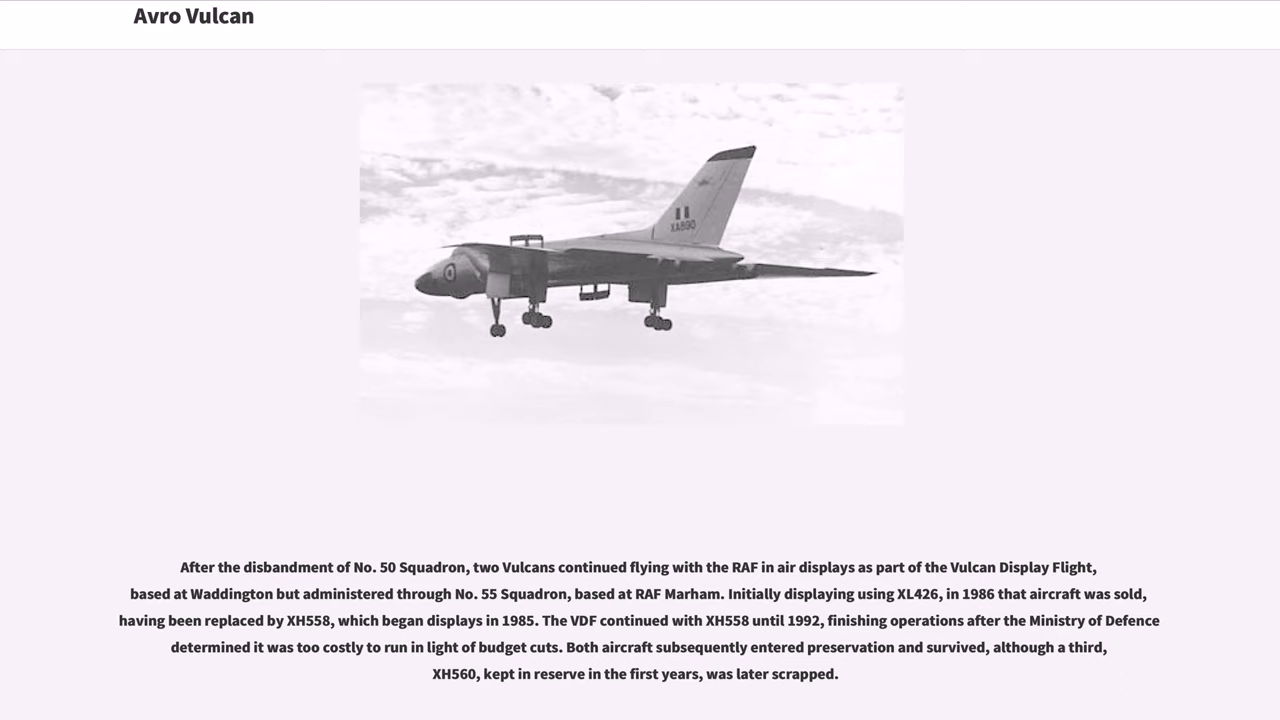 Avro Vulcan
XA890
After the disbandment of No. 50 Squadron, two Vulcans continued flying with the RAF in air displays as part of the Vulcan Display Flight,
based at Waddington but administered through No. 55 Squadron, based at RAF Marham. Initially displaying using XL426, in 1986 that aircraft was sold,
having been replaced by XH558, which began displays in 1985. The VDF continued with XH558 until 1992, finishing operations after the Ministry of Defence
determined it was too costly to run in light of budget cuts. Both aircraft subsequently entered preservation and survived, although a third,
XH560, kept in reserve in the first years, was later scrapped.